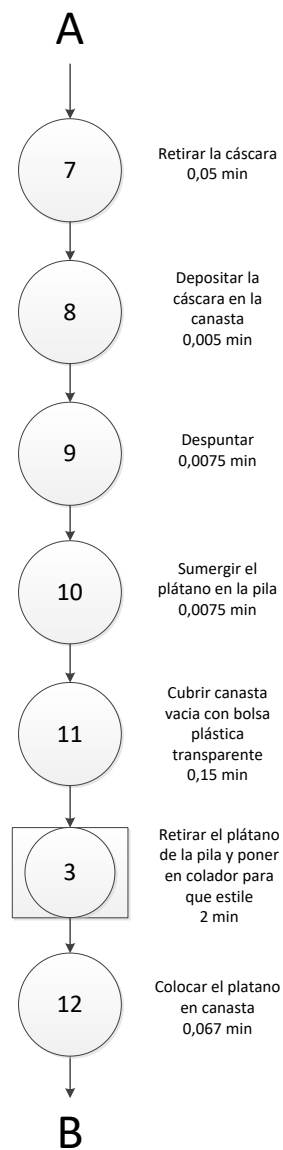 A
7
Retirar la cáscara
0,05 min
8
Depositar la
cáscara en la
canasta
0,005 min
9
Despuntar
0,0075 min
10
Sumergir el
plátano en la pila
0,0075 min
11
Cubrir canasta
vacia con bolsa
plástica
transparente
0,15 min
3
Retirar el plátano
de la pila y poner
en colador para
que estile
2 min
12
Colocar el platano
en canasta
0,067 min
B